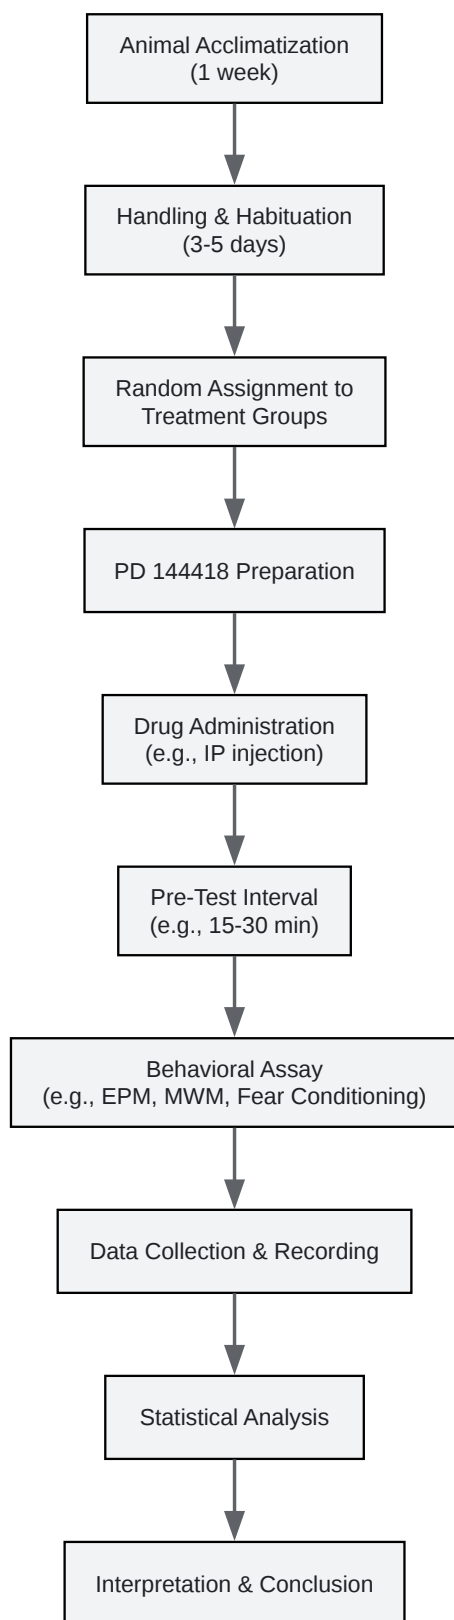 Animal Acclimatization
(1 week)
Handling & Habituation
(3-5 days)
Random Assignment to
Treatment Groups
PD 144418 Preparation
Drug Administration
(e.g., IP injection)
Pre-Test Interval
(e.g., 15-30 min)
Behavioral Assay
(e.g., EPM, MWM, Fear Conditioning)
Data Collection & Recording
Statistical Analysis
Interpretation & Conclusion